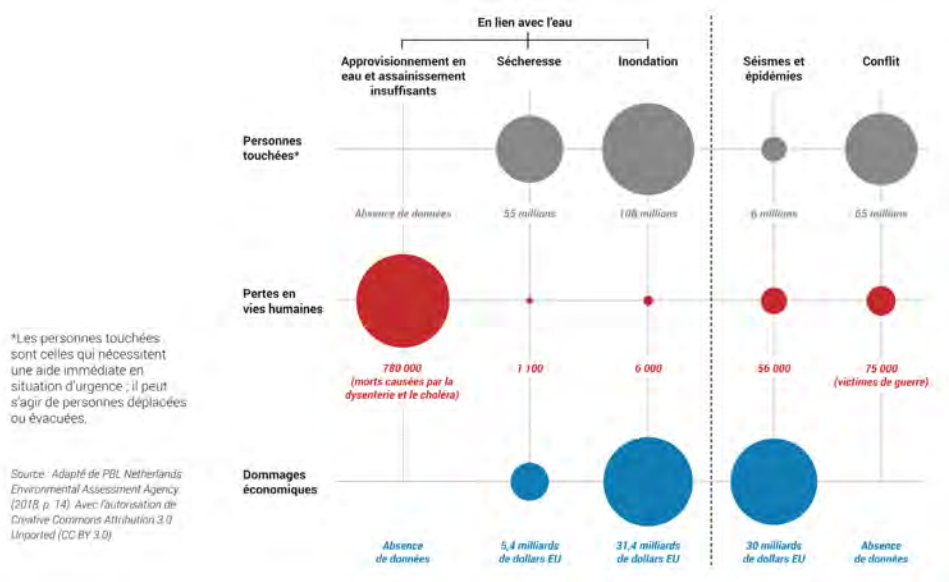 En lien avec l'eau
Approvisionnement en
eau et assainissement
insuffisants
Sécheresse
Inondation
Séismes et
épidémies
Conflit
Personnes
touchées*
Absence de données
55 millions
108 millions
6 millions
65 millions
Pertes en
vies humaines
780 000
(morts causées par la
dysenterie et le choléra)
1 100
6 000
56 000
75 000
(victimes de guerre)
*Les personnes touchées
sont celles qui nécessitent
une aide immédiate en
situation d'urgence ; il peut
s'agir de personnes déplacées
ou évacuées.
Source : Adapté de PBL Netherlands
Environmental Assessment Agency
(2018, p. 14). Avec l'autorisation de
Creative Commons Attribution 3.0
Unported (CC BY 3.0).
Dommages
économiques
Absence
de données
5,4 milliards
de dollars EU
31,4 milliards
de dollars EU
30 milliards
de dollars EU
Absence
de données